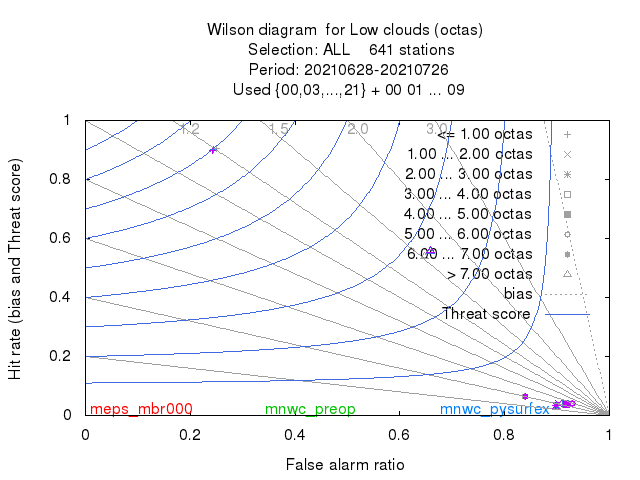 Wilson diagram  for Low clouds (octas)
Selection: ALL    641 stations
Period: 20210628-20210726
Used {00,03,...,21} + 00 01 ... 09
Hit rate (bias and Threat score)
1
0.8
0.6
0.4
0.2
0
1.2
1.5
2.0
3.0
<= 1.00 octas
1.00 ... 2.00 octas
2.00 ... 3.00 octas
3.00 ... 4.00 octas
4.00 ... 5.00 octas
5.00 ... 6.00 octas
6.00 ... 7.00 octas
> 7.00 octas
bias
Threat score
meps_mbr000 mnwc_preop mnwc_pysurfex
0 0.2 0.4 0.6 0.8 1
False alarm ratio